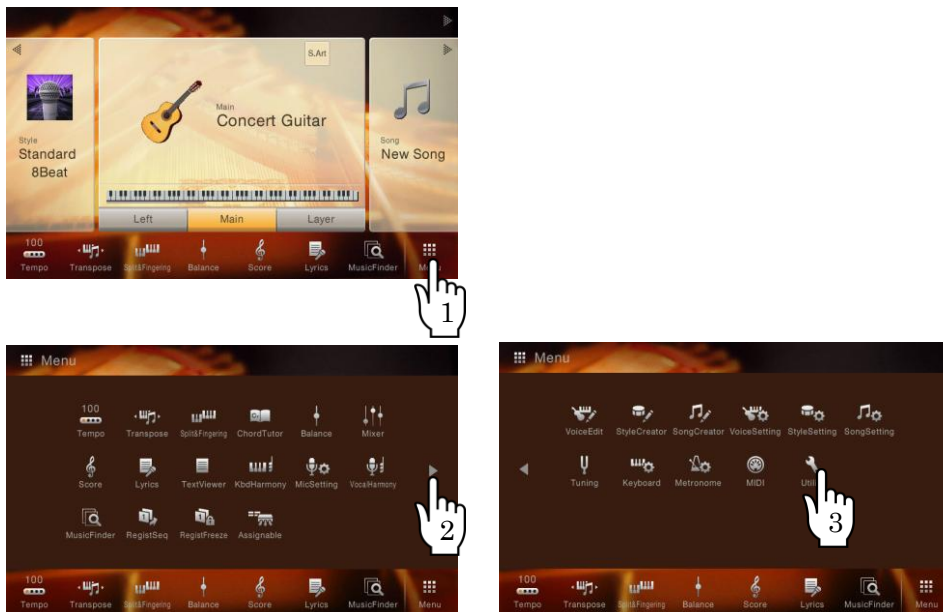 S.Art
Main
Concert Guitar
Style
Standard
8Beat
Song
New Song
Left Main Layer
100
Tempo Transpose Split&Fingering Balance Score Lyrics MusicFinder Menu
1
Menu
100
Tempo Transpose Split&Fingering ChordTutor Balance Mixer
Score Lyrics TextViewer KbdHarmony MicSetting VocalHarmony
MusicFinder RegistSeq RegistFreeze Assignable
2
100
Tempo Transpose Split&Fingering Balance Score Lyrics MusicFinder Menu
Menu
VoiceEdit StyleCreator SongCreator VoiceSetting StyleSetting SongSetting
Tuning Keyboard Metronome MIDI
3
100
Tempo Transpose Split&Fingering Balance Score Lyrics MusicFinder Menu